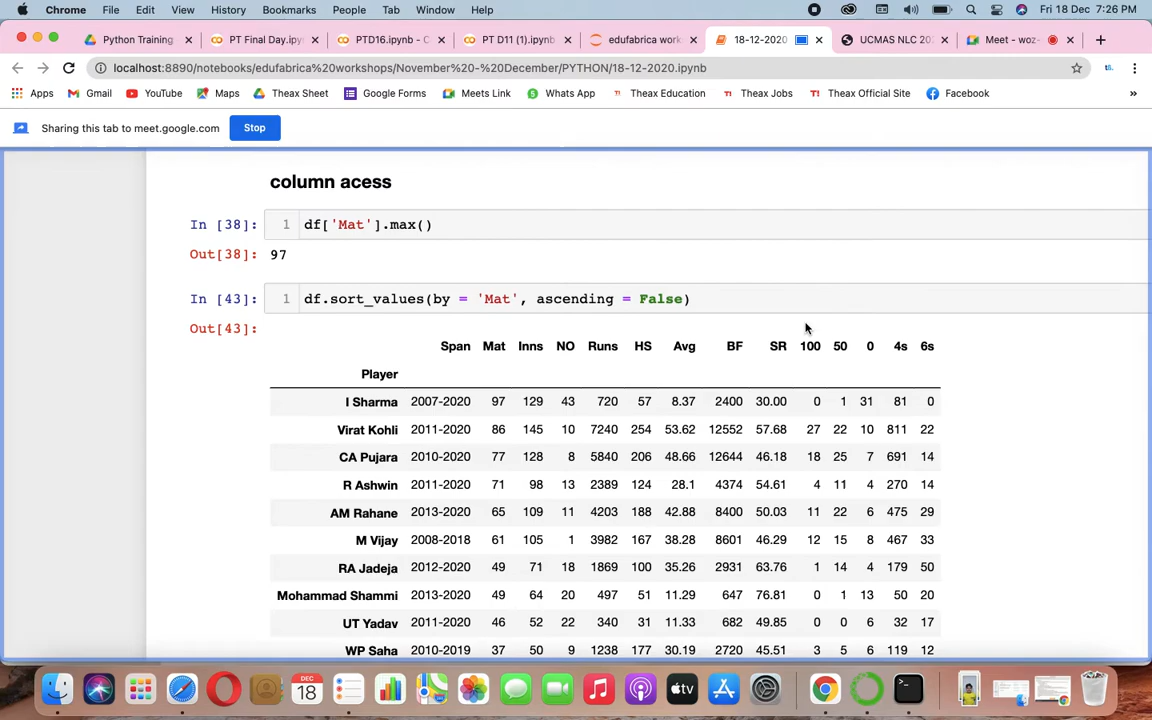 Chrome File Edit View History Bookmarks People Tab Window Help Fri 18 Dec 7:26 PM
Python Training PT Final Day.ipyn PTD16.ipynb - C PT D11 (1).ipynb edufabrica work 18-12-2020 UCMAS NLC 202 Meet - woz-
localhost:8890/notebooks/edufabrica%20workshops/November%20-%20December/PYTHON/18-12-2020.ipynb
Apps Gmail YouTube Maps Theax Sheet Google Forms Meets Link Whats App Theax Education Theax Jobs Theax Official Site Facebook »
Sharing this tab to meet.google.com Stop
column acess
In [38]: 1 df['Mat'].max()
Out[38]: 97
In [43]: 1 df.sort_values(by = 'Mat', ascending = False)
Out[43]:
Span Mat Inns NO Runs HS Avg BF SR 100 50 0 4s 6s
Player
I Sharma 2007-2020 97 129 43 720 57 8.37 2400 30.00 0 1 31 81 0
Virat Kohli 2011-2020 86 145 10 7240 254 53.62 12552 57.68 27 22 10 811 22
CA Pujara 2010-2020 77 128 8 5840 206 48.66 12644 46.18 18 25 7 691 14
R Ashwin 2011-2020 71 98 13 2389 124 28.1 4374 54.61 4 11 4 270 14
AM Rahane 2013-2020 65 109 11 4203 188 42.88 8400 50.03 11 22 6 475 29
M Vijay 2008-2018 61 105 1 3982 167 38.28 8601 46.29 12 15 8 467 33
RA Jadeja 2012-2020 49 71 18 1869 100 35.26 2931 63.76 1 14 4 179 50
Mohammad Shammi 2013-2020 49 64 20 497 51 11.29 647 76.81 0 1 13 50 20
UT Yadav 2011-2020 46 52 22 340 31 11.33 682 49.85 0 0 6 32 17
WP Saha 2010-2019 37 50 9 1238 177 30.19 2720 45.51 3 5 6 119 12
DEC
18